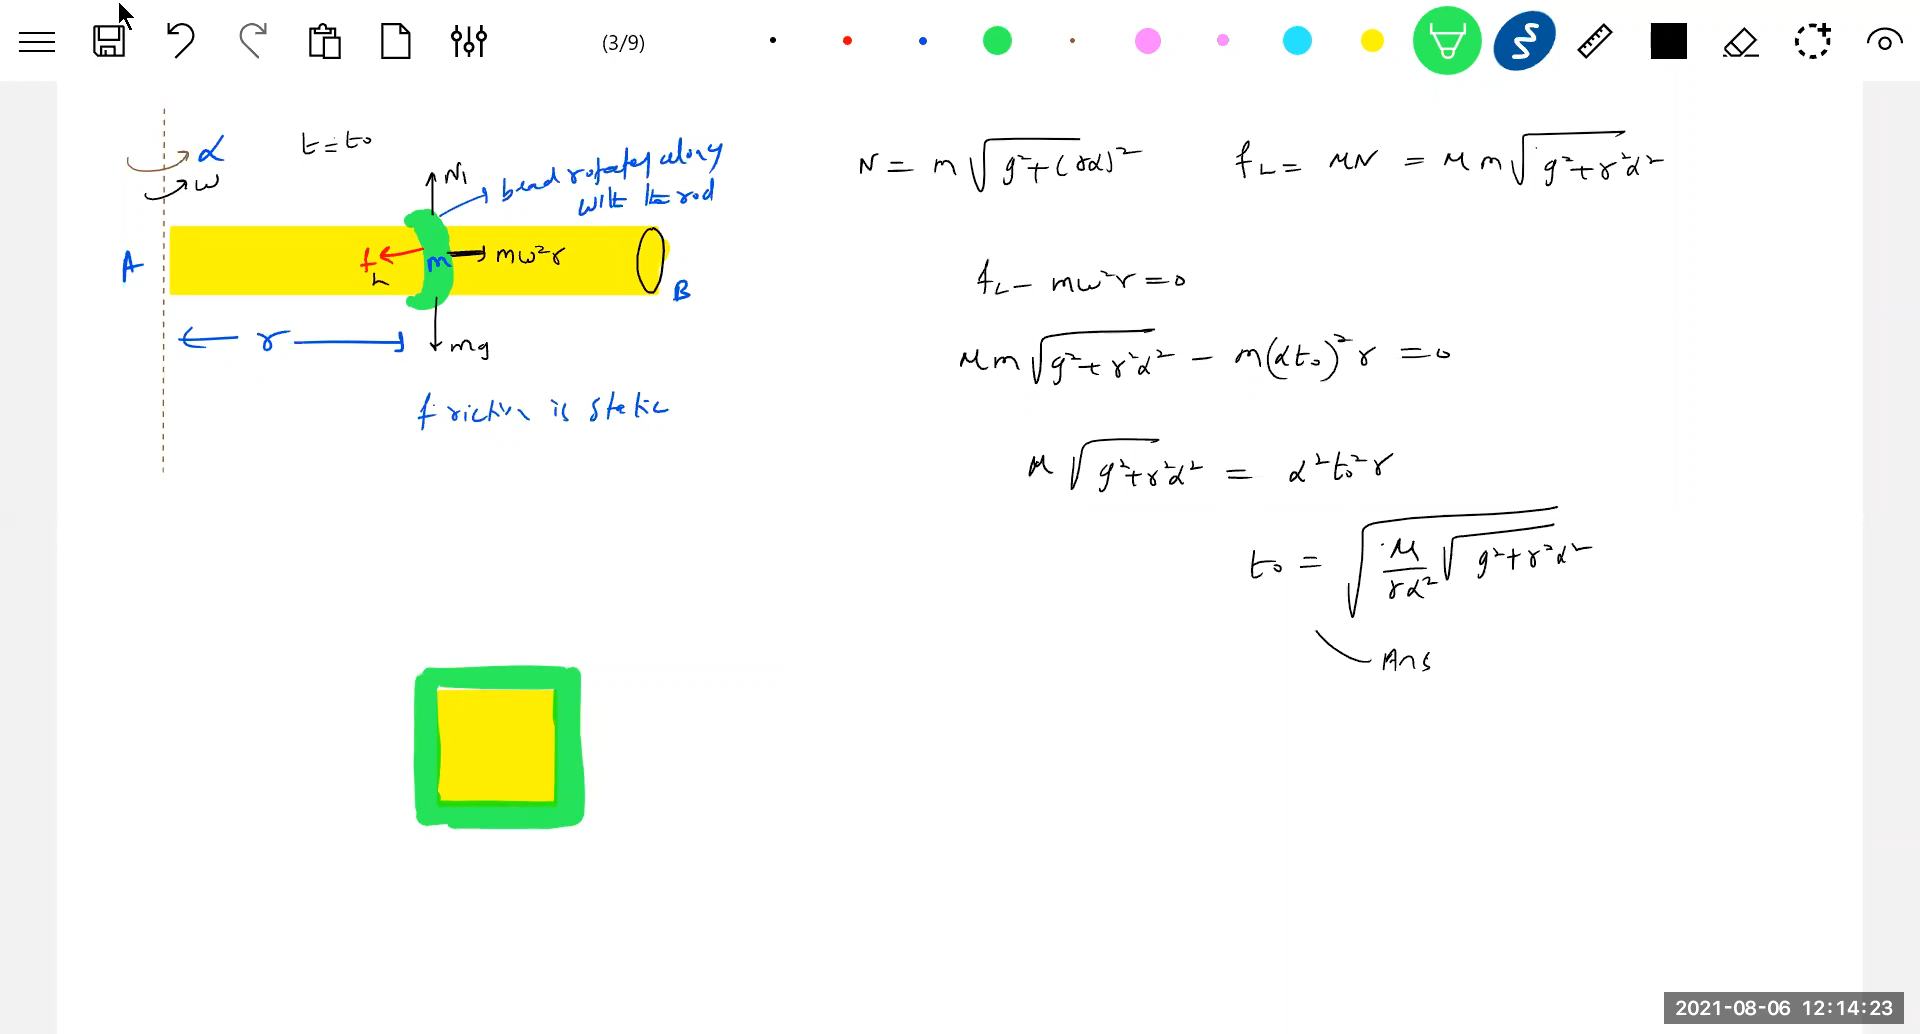 (3/9)
α
ω
t = t₀
N₁
bead rotates along
with the rod
A
f
L
m
mω²r
B
r
mg
friction is static
N = m√(g²+(rα)²
f_L = μN = μm√(g²+r²α²)
f_L − mω²r = 0
μm√(g²+r²α²) − m(αt₀)²r = 0
μ√(g²+r²α²) = α²t₀²r
t₀ = √(μ/(rα²) √(g²+r²α²))
Ans
2021-08-06 12:14:23